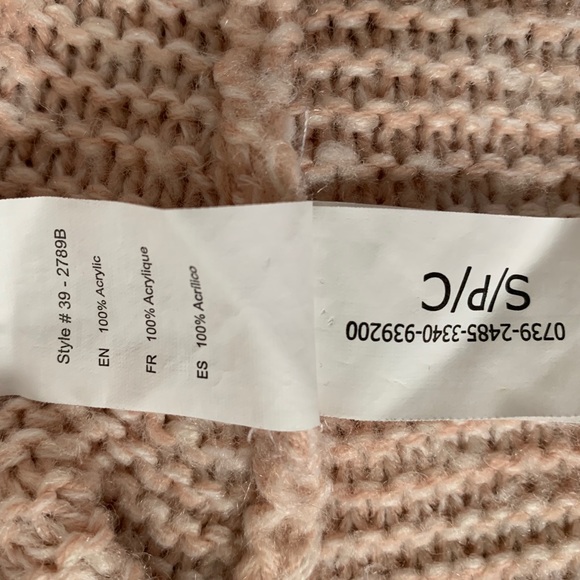 Style # 39 - 2789B
EN 100% Acrylic
FR 100% Acrylique
ES 100% Acrílico
S/P/C
0739-2485-3340-939200